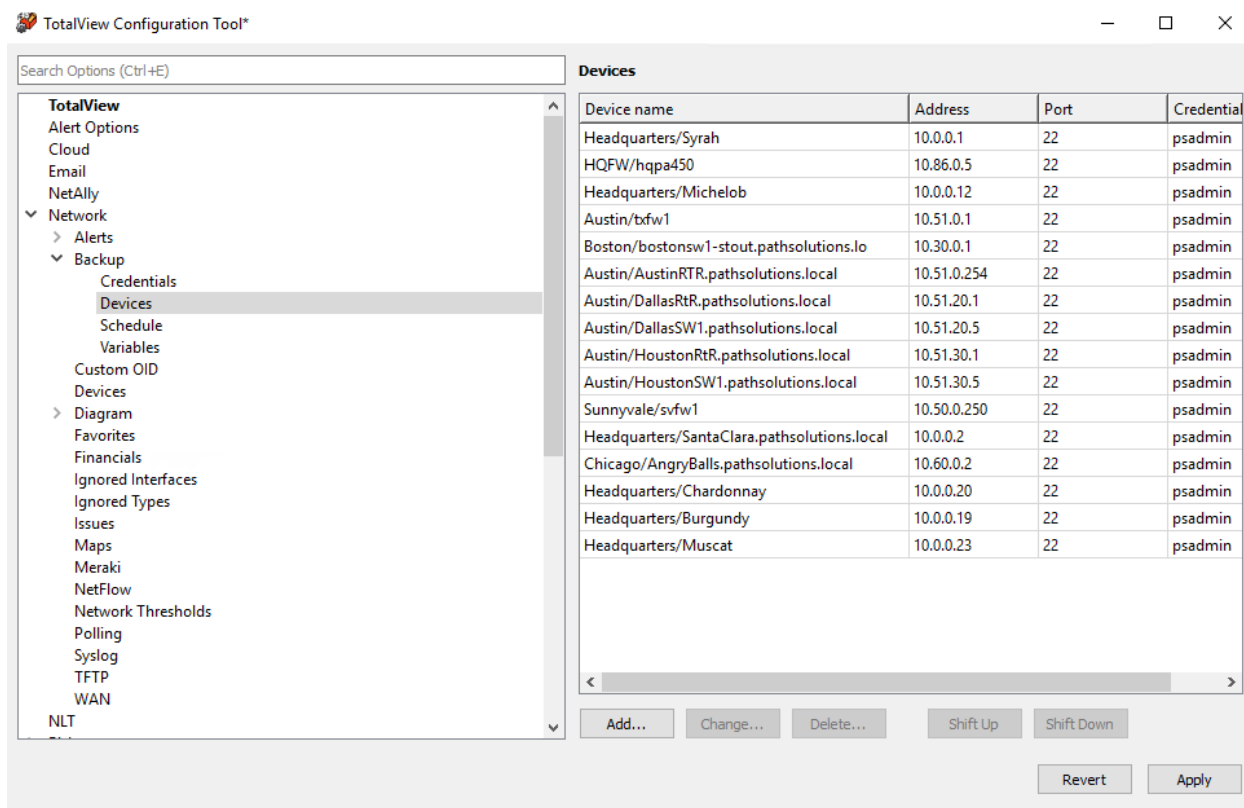 TotalView Configuration Tool*
Search Options (Ctrl+E)
TotalView
Alert Options
Cloud
Email
NetAlly
Network
Alerts
Backup
Credentials
Devices
Schedule
Variables
Custom OID
Devices
Diagram
Favorites
Financials
Ignored Interfaces
Ignored Types
Issues
Maps
Meraki
NetFlow
Network Thresholds
Polling
Syslog
TFTP
WAN
NLT
Devices
Device name Address Port Credential
Headquarters/Syrah 10.0.0.1 22 psadmin
HQFW/hqpa450 10.86.0.5 22 psadmin
Headquarters/Michelob 10.0.0.12 22 psadmin
Austin/txfw1 10.51.0.1 22 psadmin
Boston/bostonsw1-stout.pathsolutions.lo 10.30.0.1 22 psadmin
Austin/AustinRTR.pathsolutions.local 10.51.0.254 22 psadmin
Austin/DallasRtR.pathsolutions.local 10.51.20.1 22 psadmin
Austin/DallasSW1.pathsolutions.local 10.51.20.5 22 psadmin
Austin/HoustonRtR.pathsolutions.local 10.51.30.1 22 psadmin
Austin/HoustonSW1.pathsolutions.local 10.51.30.5 22 psadmin
Sunnyvale/svfw1 10.50.0.250 22 psadmin
Headquarters/SantaClara.pathsolutions.local 10.0.0.2 22 psadmin
Chicago/AngryBalls.pathsolutions.local 10.60.0.2 22 psadmin
Headquarters/Chardonnay 10.0.0.20 22 psadmin
Headquarters/Burgundy 10.0.0.19 22 psadmin
Headquarters/Muscat 10.0.0.23 22 psadmin
Add... Change... Delete... Shift Up Shift Down
Revert Apply